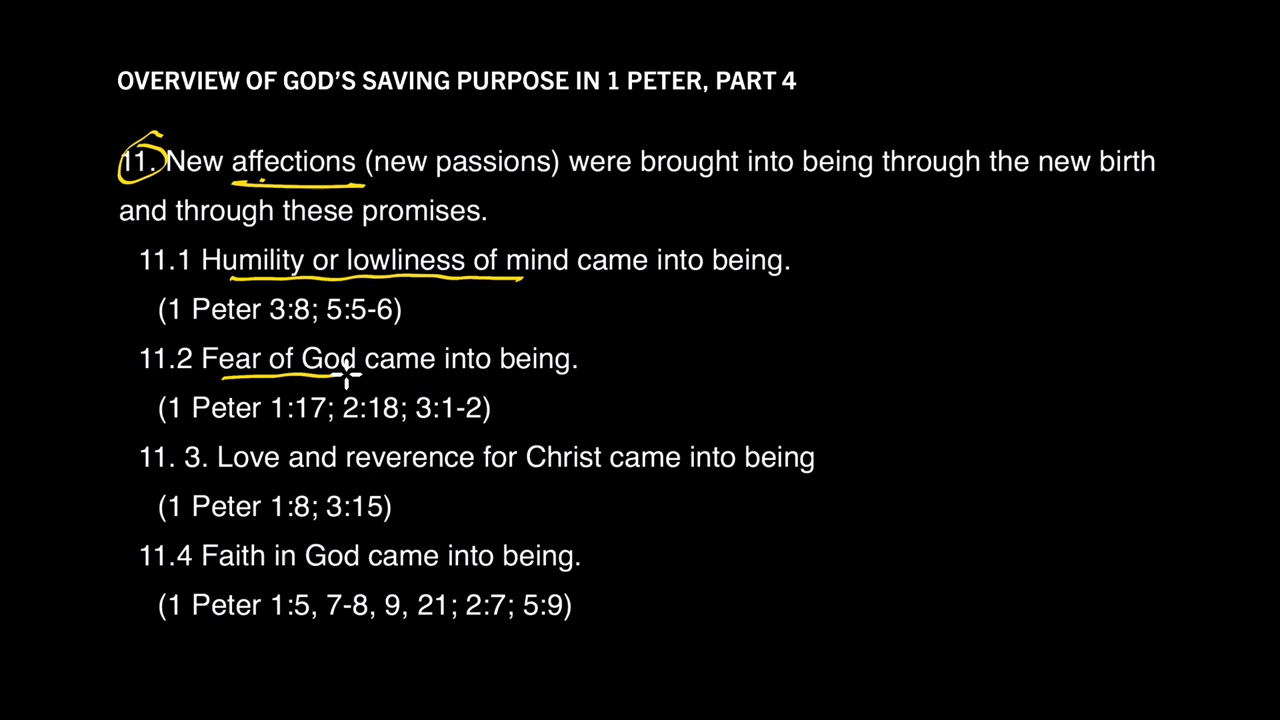 OVERVIEW OF GOD'S SAVING PURPOSE IN 1 PETER, PART 4
11. New affections (new passions) were brought into being through the new birth
and through these promises.
11.1 Humility or lowliness of mind came into being.
(1 Peter 3:8; 5:5-6)
11.2 Fear of God came into being.
(1 Peter 1:17; 2:18; 3:1-2)
11. 3. Love and reverence for Christ came into being
(1 Peter 1:8; 3:15)
11.4 Faith in God came into being.
(1 Peter 1:5, 7-8, 9, 21; 2:7; 5:9)